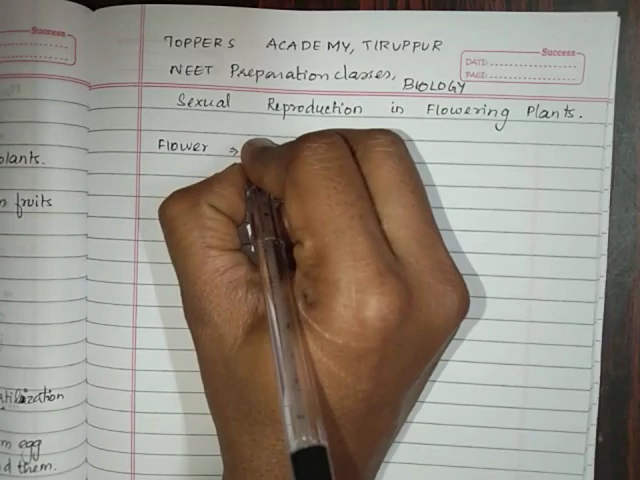 Success
plants.
n fruits
tilization
m egg
d them.
TOPPERS ACADEMY, TIRUPPUR
NEET Preparation classes, BIOLOGY
Success
DATE:
PAGE:
Sexual Reproduction in Flowering Plants.
Flower →